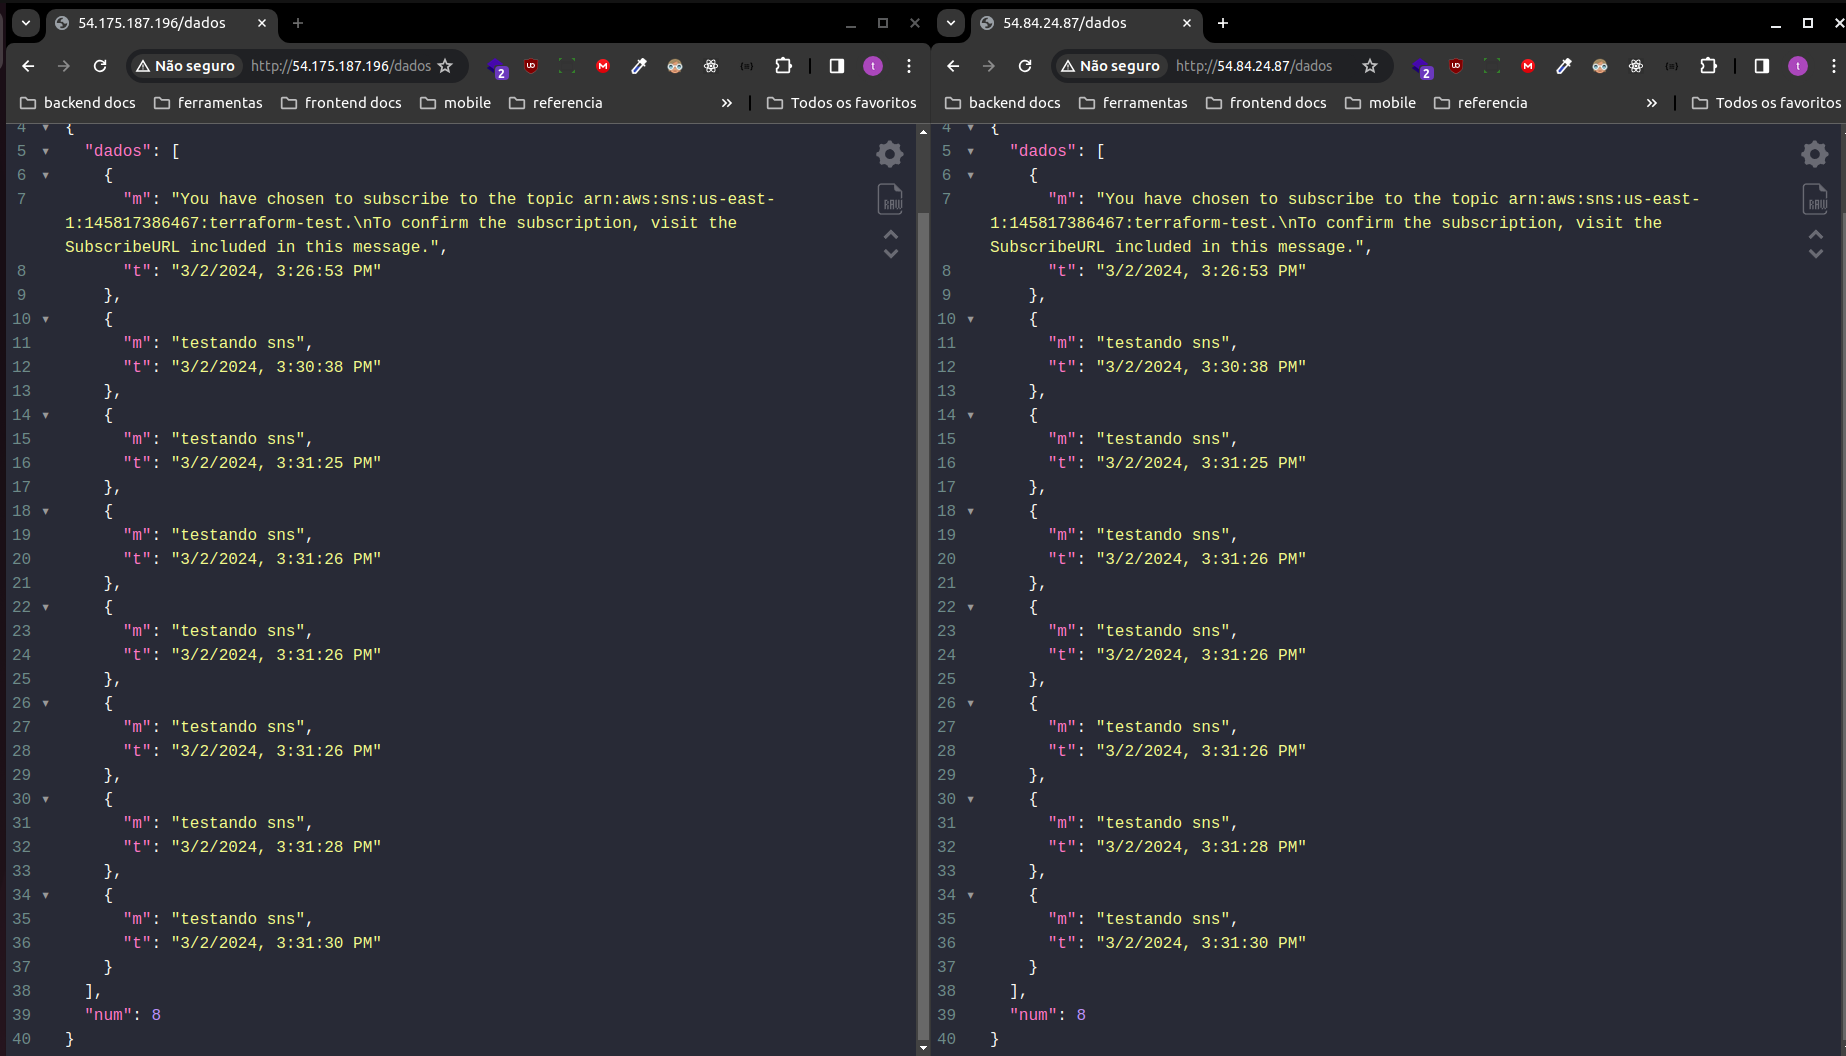 54.175.187.196/dados
Não seguro http://54.175.187.196/dados 2 t
backend docs ferramentas frontend docs mobile referencia » Todos os favoritos
4 {
5 "dados": [
6 {
7 "m": "You have chosen to subscribe to the topic arn:aws:sns:us-east-
1:145817386467:terraform-test.\nTo confirm the subscription, visit the
SubscribeURL included in this message.",
8 "t": "3/2/2024, 3:26:53 PM"
9 },
10 {
11 "m": "testando sns",
12 "t": "3/2/2024, 3:30:38 PM"
13 },
14 {
15 "m": "testando sns",
16 "t": "3/2/2024, 3:31:25 PM"
17 },
18 {
19 "m": "testando sns",
20 "t": "3/2/2024, 3:31:26 PM"
21 },
22 {
23 "m": "testando sns",
24 "t": "3/2/2024, 3:31:26 PM"
25 },
26 {
27 "m": "testando sns",
28 "t": "3/2/2024, 3:31:26 PM"
29 },
30 {
31 "m": "testando sns",
32 "t": "3/2/2024, 3:31:28 PM"
33 },
34 {
35 "m": "testando sns",
36 "t": "3/2/2024, 3:31:30 PM"
37 }
38 ],
39 "num": 8
40 }
RAW
54.84.24.87/dados
Não seguro http://54.84.24.87/dados 2 t
backend docs ferramentas frontend docs mobile referencia » Todos os favoritos
4 {
5 "dados": [
6 {
7 "m": "You have chosen to subscribe to the topic arn:aws:sns:us-east-
1:145817386467:terraform-test.\nTo confirm the subscription, visit the
SubscribeURL included in this message.",
8 "t": "3/2/2024, 3:26:53 PM"
9 },
10 {
11 "m": "testando sns",
12 "t": "3/2/2024, 3:30:38 PM"
13 },
14 {
15 "m": "testando sns",
16 "t": "3/2/2024, 3:31:25 PM"
17 },
18 {
19 "m": "testando sns",
20 "t": "3/2/2024, 3:31:26 PM"
21 },
22 {
23 "m": "testando sns",
24 "t": "3/2/2024, 3:31:26 PM"
25 },
26 {
27 "m": "testando sns",
28 "t": "3/2/2024, 3:31:26 PM"
29 },
30 {
31 "m": "testando sns",
32 "t": "3/2/2024, 3:31:28 PM"
33 },
34 {
35 "m": "testando sns",
36 "t": "3/2/2024, 3:31:30 PM"
37 }
38 ],
39 "num": 8
40 }
RAW